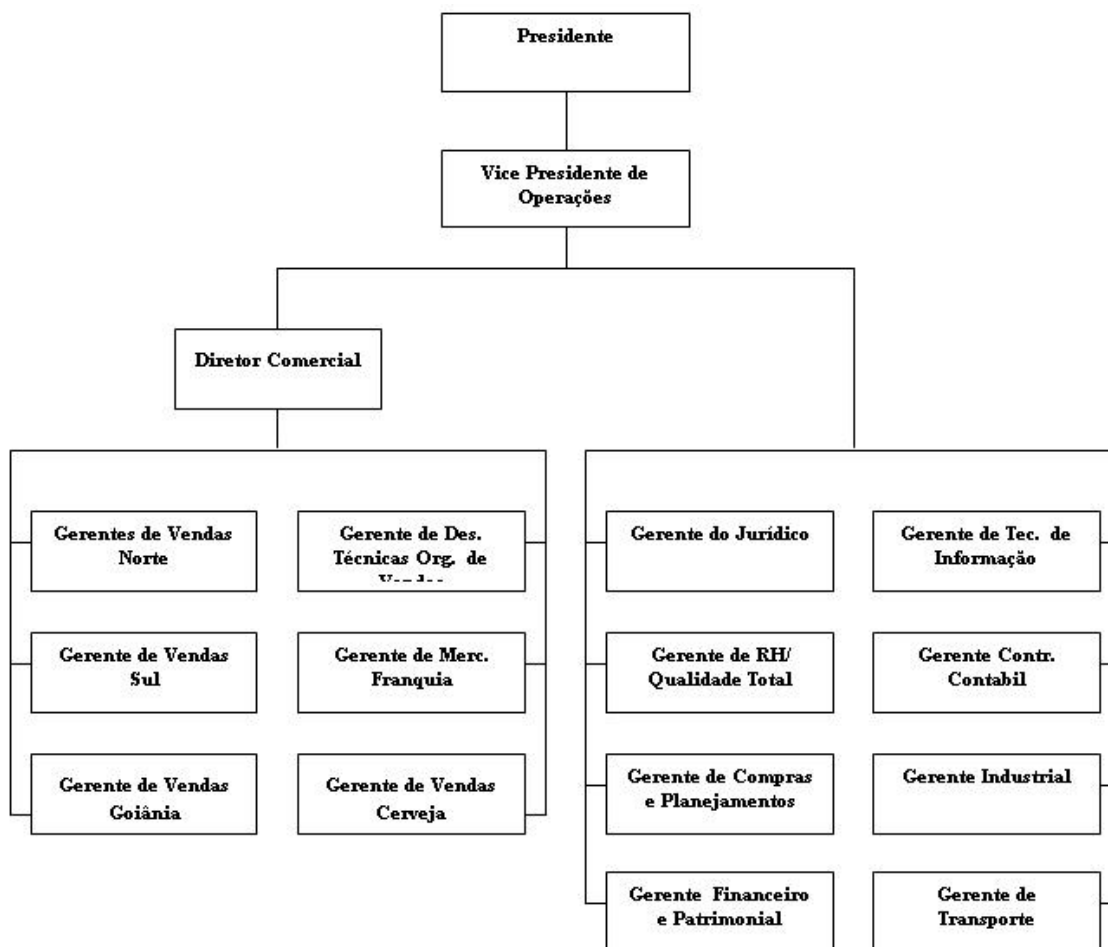 Presidente
Vice Presidente de
Operações
Diretor Comercial
Gerentes de Vendas
Norte
Gerente de Des.
Técnicas Org. de
Gerente do Jurídico
Gerente de Tec. de
Informação
Gerente de Vendas
Sul
Gerente de Merc.
Franquia
Gerente de RH/
Qualidade Total
Gerente Contr.
Contabil
Gerente de Vendas
Goiânia
Gerente de Vendas
Cerveja
Gerente de Compras
e Planejamentos
Gerente Industrial
Gerente Financeiro
e Patrimonial
Gerente de
Transporte